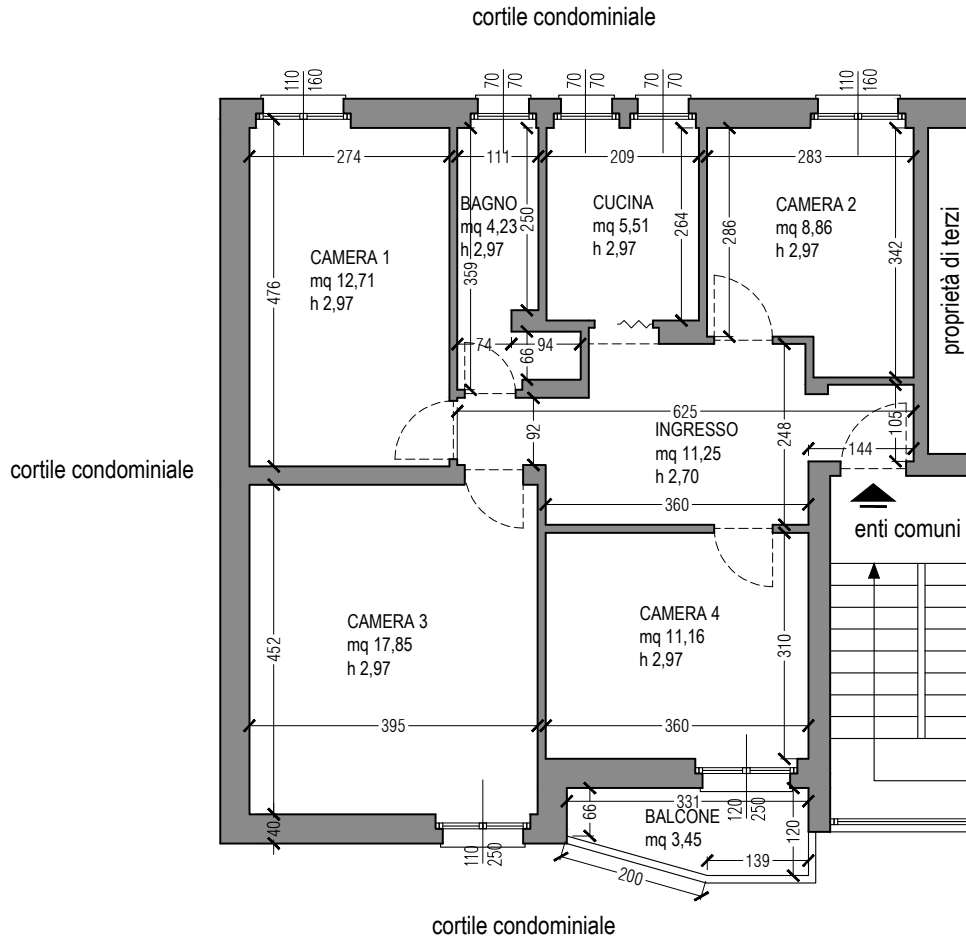 cortile condominiale
110
160
70
70
70
70
70
70
110
160
274
111
209
283
BAGNO
mq 4,23
h 2,97
250
CUCINA
mq 5,51
h 2,97
264
286
CAMERA 2
mq 8,86
h 2,97
342
proprietà di terzi
CAMERA 1
mq 12,71
h 2,97
476
359
74
94
66
625
92
INGRESSO
mq 11,25
h 2,70
248
105
144
360
cortile condominiale
enti comuni
CAMERA 3
mq 17,85
h 2,97
452
395
CAMERA 4
mq 11,16
h 2,97
310
360
40
110
250
66
331
120
250
BALCONE
mq 3,45
120
139
200
cortile condominiale